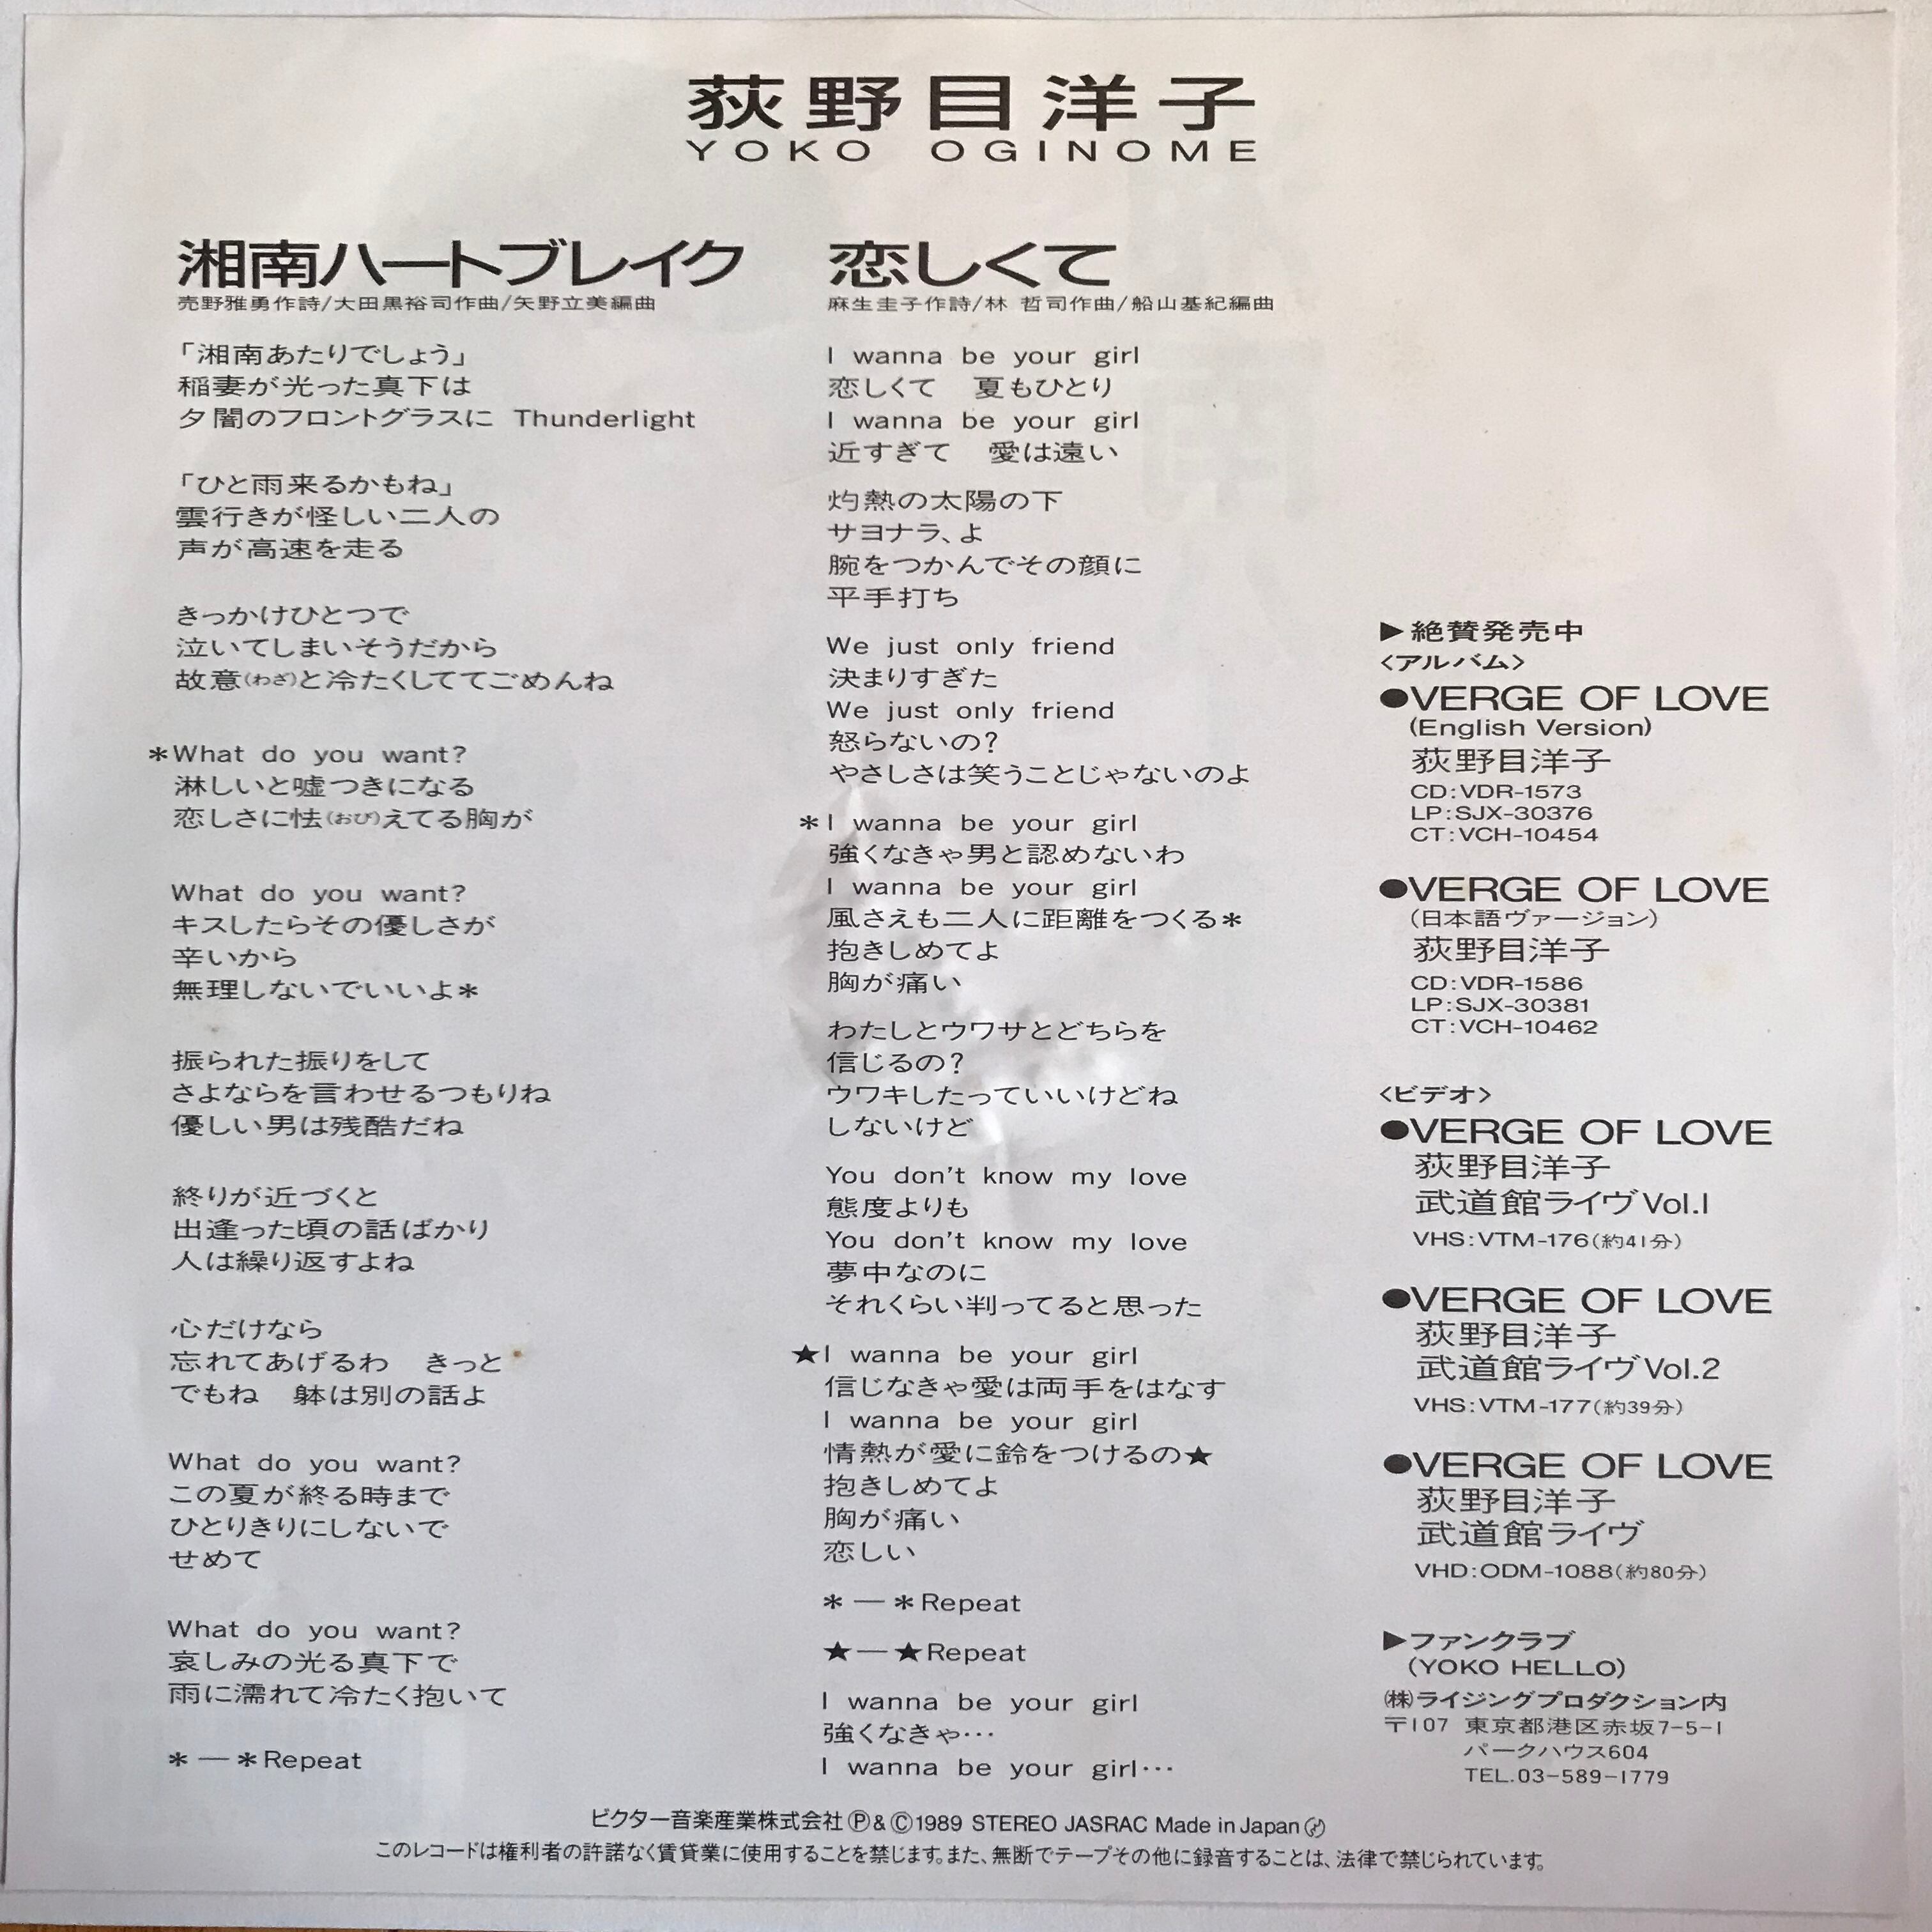 荻野目洋子
YOKO OGINOME
湘南ハートブレイク
売野雅勇作詩/大田黒裕司作曲/矢野立美編曲
「湘南あたりでしょう」
稲妻が光った真下は
夕闇のフロントグラスに Thunderlight
「ひと雨来るかもね」
雲行きが怪しい二人の
声が高速を走る
きっかけひとつで
泣いてしまいそうだから
故意(わざ)と冷たくしててごめんね
*What do you want?
淋しいと嘘つきになる
恋しさに怯(おび)えてる胸が
What do you want?
キスしたらその優しさが
辛いから
無理しないでいいよ*
振られた振りをして
さよならを言わせるつもりね
優しい男は残酷だね
終りが近づくと
出逢った頃の話ばかり
人は繰り返すよね
心だけなら
忘れてあげるわ きっと
でもね 躰は別の話よ
What do you want?
この夏が終る時まで
ひとりきりにしないで
せめて
What do you want?
哀しみの光る真下で
雨に濡れて冷たく抱いて
* ― *Repeat
恋しくて
麻生圭子作詩/林 哲司作曲/船山基紀編曲
I wanna be your girl
恋しくて 夏もひとり
I wanna be your girl
近すぎて 愛は遠い
灼熱の太陽の下
サヨナラ、よ
腕をつかんでその顔に
平手打ち
We just only friend
決まりすぎた
We just only friend
怒らないの?
やさしさは笑うことじゃないのよ
*I wanna be your girl
強くなきゃ男と認めないわ
I wanna be your girl
風さえも二人に距離をつくる*
抱きしめてよ
胸が痛い
わたしとウワサとどちらを
信じるの?
ウワキしたっていいけどね
しないけど
You don't know my love
態度よりも
You don't know my love
夢中なのに
それくらい判ってると思った
★I wanna be your girl
信じなきゃ愛は両手をはなす
I wanna be your girl
情熱が愛に鈴をつけるの★
抱きしめてよ
胸が痛い
恋しい
* ― *Repeat
★―★Repeat
I wanna be your girl
強くなきゃ…
I wanna be your girl…
▶絶賛発売中
〈アルバム〉
●VERGE OF LOVE
(English Version)
荻野目洋子
CD:VDR-1573
LP:SJX-30376
CT:VCH-10454
●VERGE OF LOVE
(日本語ヴァージョン)
荻野目洋子
CD:VDR-1586
LP:SJX-30381
CT:VCH-10462
〈ビデオ〉
●VERGE OF LOVE
荻野目洋子
武道館ライヴVol.1
VHS:VTM-176(約41分)
●VERGE OF LOVE
荻野目洋子
武道館ライヴVol.2
VHS:VTM-177(約39分)
●VERGE OF LOVE
荻野目洋子
武道館ライヴ
VHD:ODM-1088(約80分)
▶ファンクラブ
(YOKO HELLO)
㈱ライジングプロダクション内
〒107 東京都港区赤坂7-5-1
パークハウス604
TEL.03-589-1779
ビクター音楽産業株式会社 Ⓟ&Ⓒ1989 STEREO JASRAC Made in Japan
このレコードは権利者の許諾なく賃貸業に使用することを禁じます。また、無断でテープその他に録音することは、法律で禁じられています。